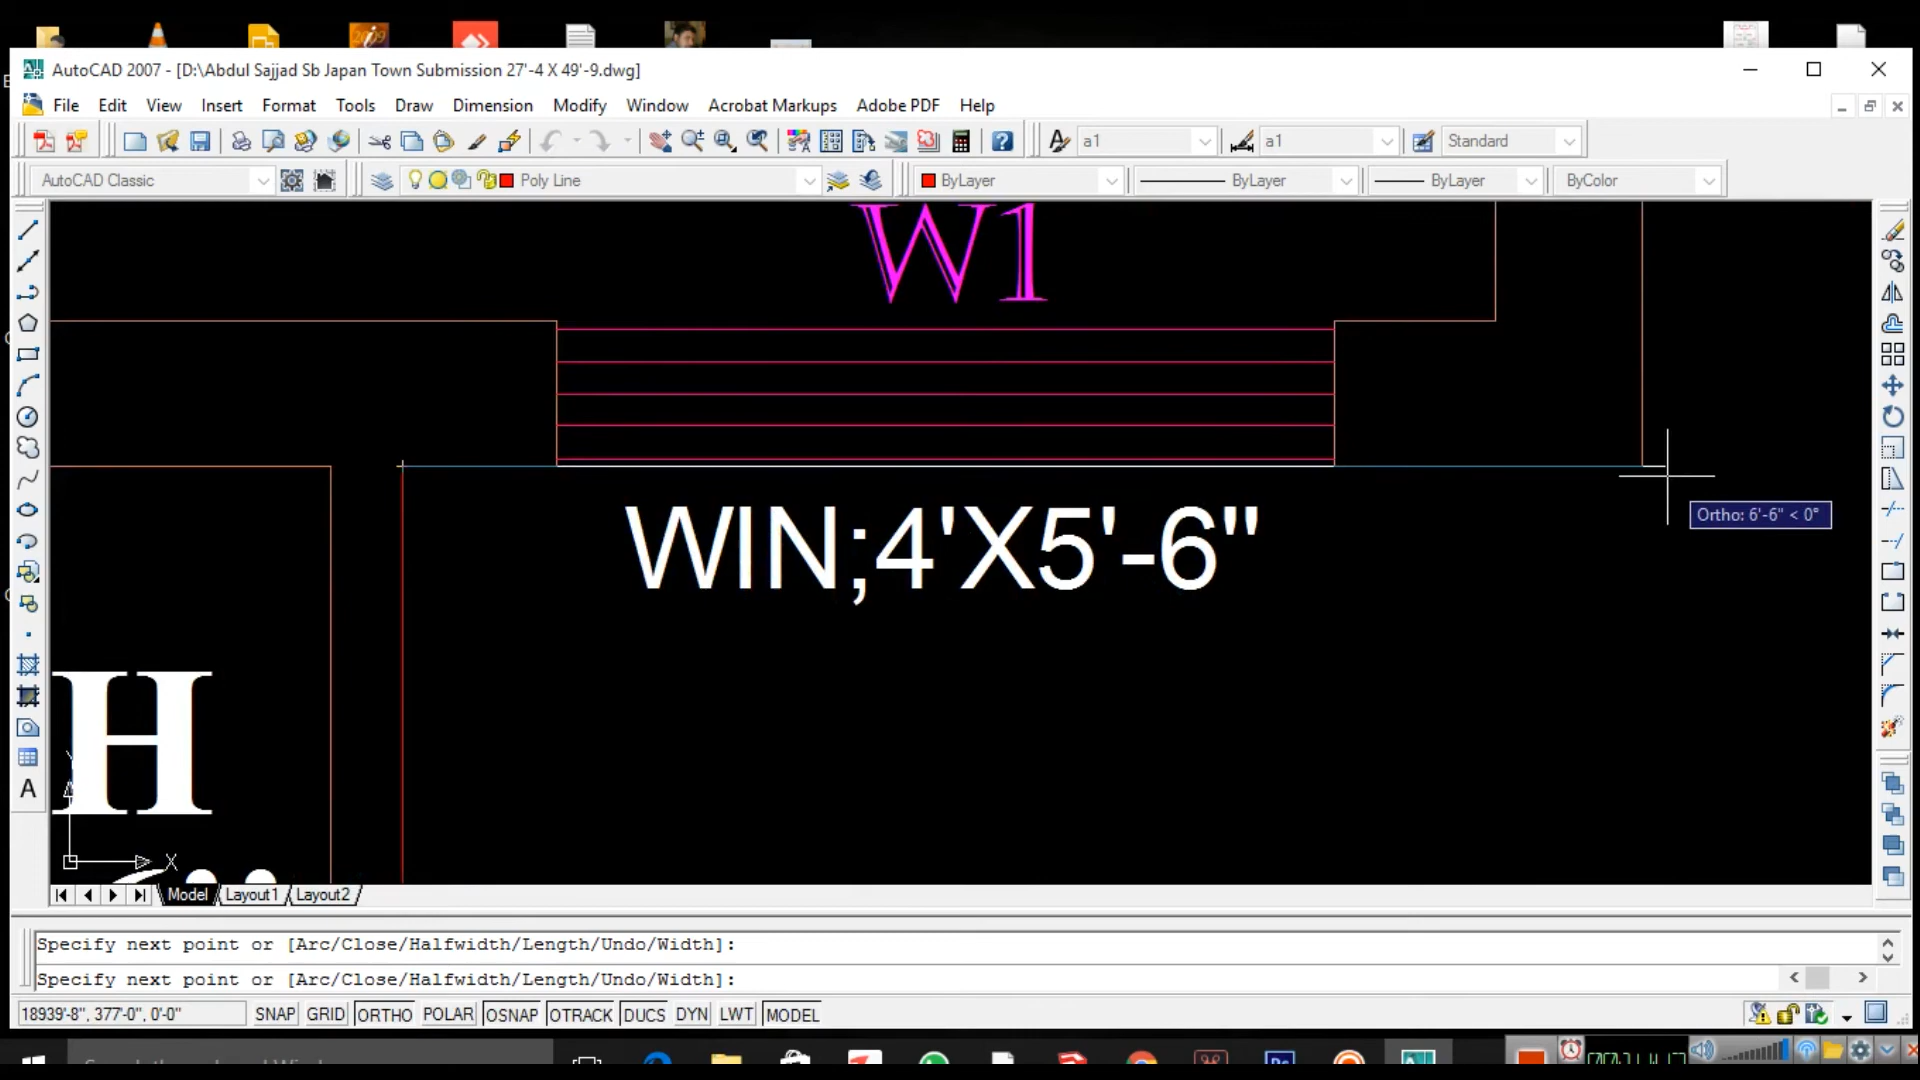 AutoCAD 2007 - [D:\Abdul Sajjad Sb Japan Town Submission 27'-4 X 49'-9.dwg]
File Edit View Insert Format Tools Draw Dimension Modify Window Acrobat Markups Adobe PDF Help
a1 a1 Standard
AutoCAD Classic Poly Line ByLayer ByLayer ByLayer ByColor
W1
Ortho: 6'-6" < 0°
WIN;4'X5'-6"
H
X
Model Layout1 Layout2
Specify next point or [Arc/Close/Halfwidth/Length/Undo/Width]:
Specify next point or [Arc/Close/Halfwidth/Length/Undo/Width]:
18939'-8", 377'-0", 0'-0" SNAP GRID ORTHO POLAR OSNAP OTRACK DUCS DYN LWT MODEL